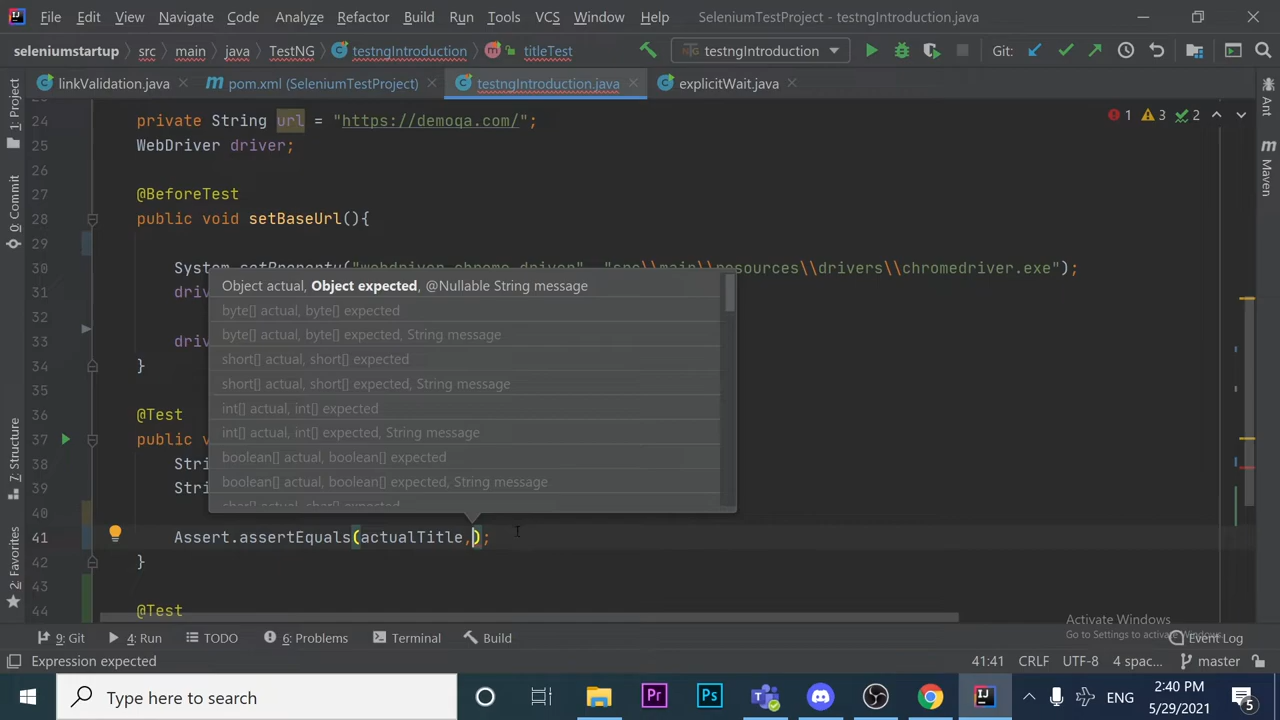 File Edit View Navigate Code Analyze Refactor Build Run Tools VCS Window Help SeleniumTestProject - testngIntroduction.java
seleniumstartup src main java TestNG testngIntroduction titleTest testngIntroduction Git:
linkValidation.java pom.xml (SeleniumTestProject) testngIntroduction.java explicitWait.java
1: Project
0: Commit
7: Structure
2: Favorites
Ant
Maven
1 3 2
24 private String url = "https://demoqa.com/";
25 WebDriver driver;
26
27 @BeforeTest
28 public void setBaseUrl(){
29
30 System.setProperty("webdriver.chrome.driver", "src\\main\\resources\\drivers\\chromedriver.exe");
31 driv
32
33 driv
34 }
35
36 @Test
37 public v
38 Stri
39 Stri
40
41 Assert.assertEquals(actualTitle,);
42 }
43
44 @Test
Object actual, Object expected, @Nullable String message
byte[] actual, byte[] expected
byte[] actual, byte[] expected, String message
short[] actual, short[] expected
short[] actual, short[] expected, String message
int[] actual, int[] expected
int[] actual, int[] expected, String message
boolean[] actual, boolean[] expected
boolean[] actual, boolean[] expected, String message
char[] actual, char[] expected
Activate Windows
Go to Settings to activate Windows.
9: Git 4: Run TODO 6: Problems Terminal Build Event Log
Expression expected 41:41 CRLF UTF-8 4 spac... master
Type here to search
ENG
2:40 PM
5/29/2021
5